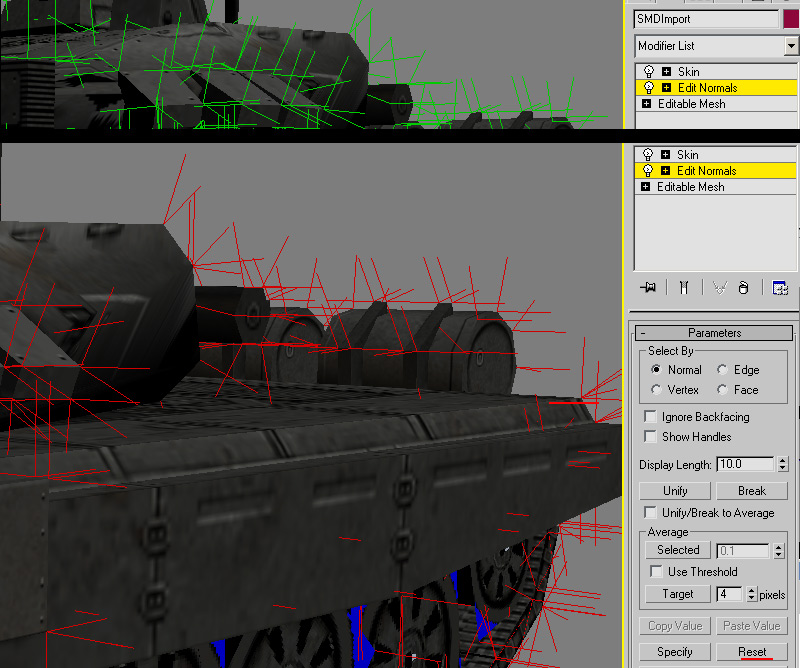 SMDImport
Modifier List
Skin
Edit Normals
Editable Mesh
Skin
Edit Normals
Editable Mesh
- Parameters
Select By
Normal Edge
Vertex Face
Ignore Backfacing
Show Handles
Display Length: 10.0
Unify Break
Unify/Break to Average
Average
Selected 0.1
Use Threshold
Target 4 pixels
Copy Value Paste Value
Specify Reset